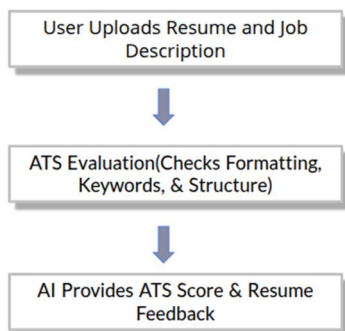 User Uploads Resume and Job
Description
ATS Evaluation(Checks Formatting,
Keywords, & Structure)
AI Provides ATS Score & Resume
Feedback